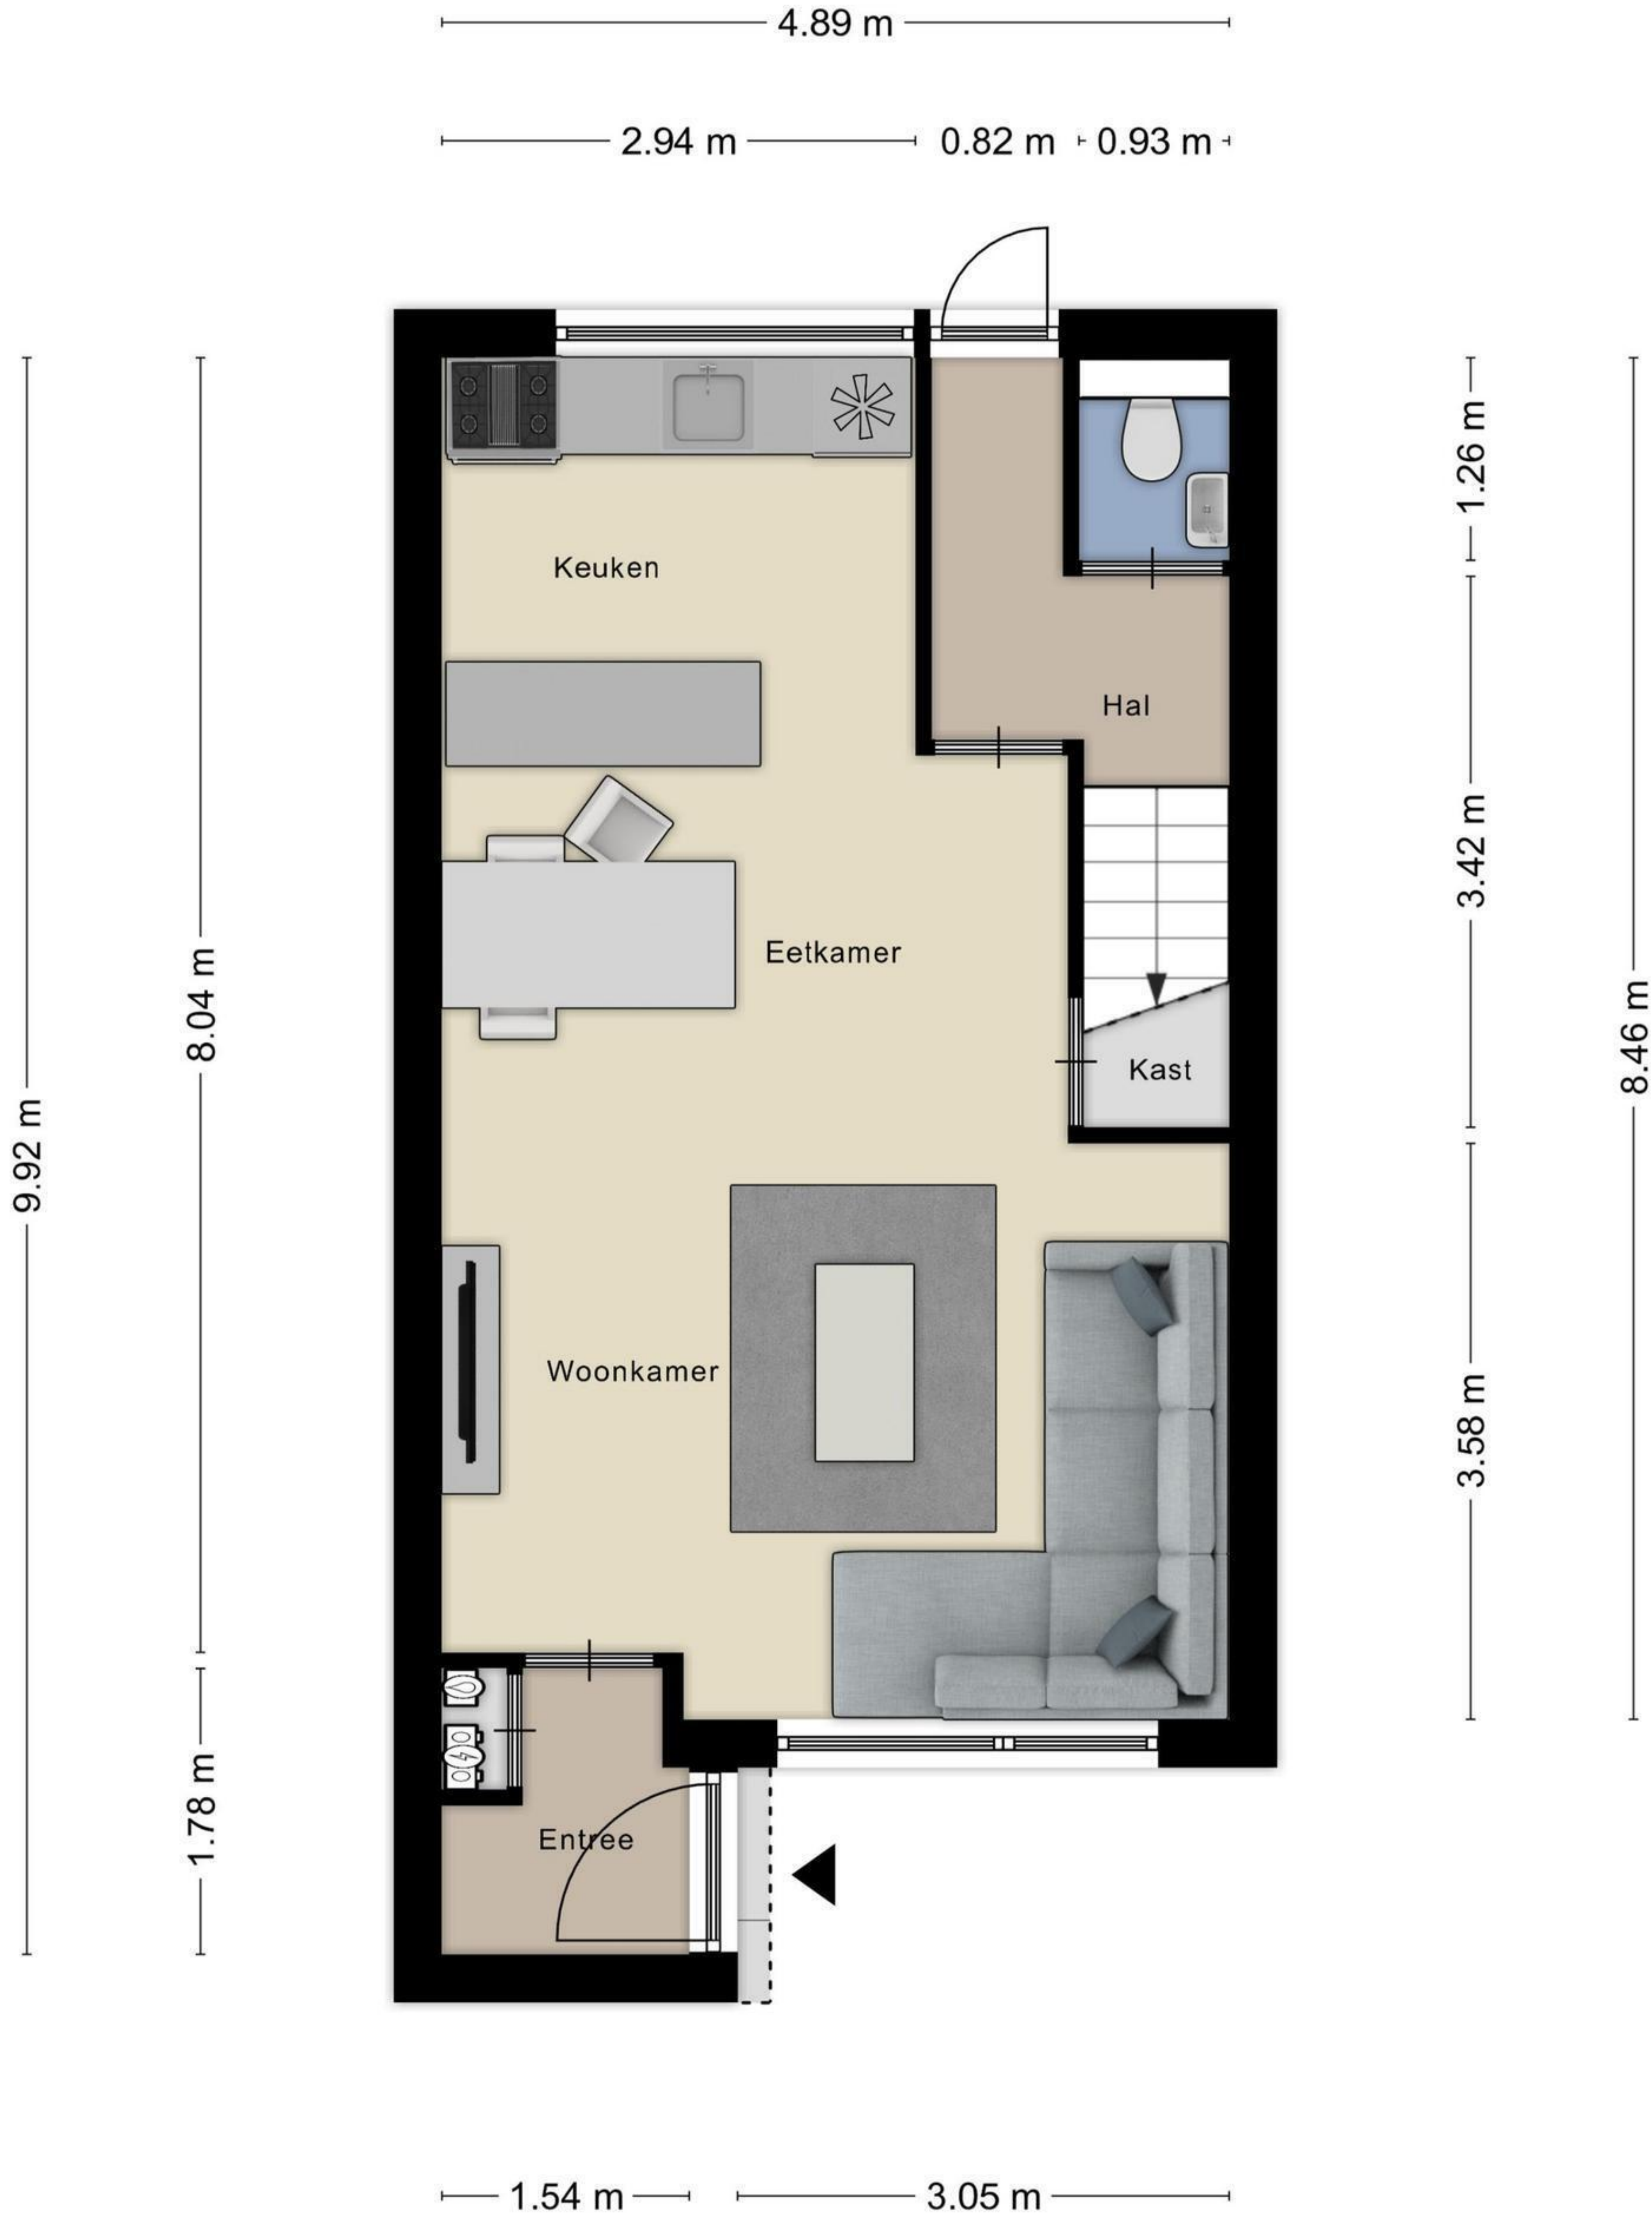 4.89 m
2.94 m
0.82 m
0.93 m
Keuken
Hal
Eetkamer
Kast
Woonkamer
Entree
9.92 m
8.04 m
1.78 m
1.26 m
3.42 m
3.58 m
8.46 m
1.54 m
3.05 m